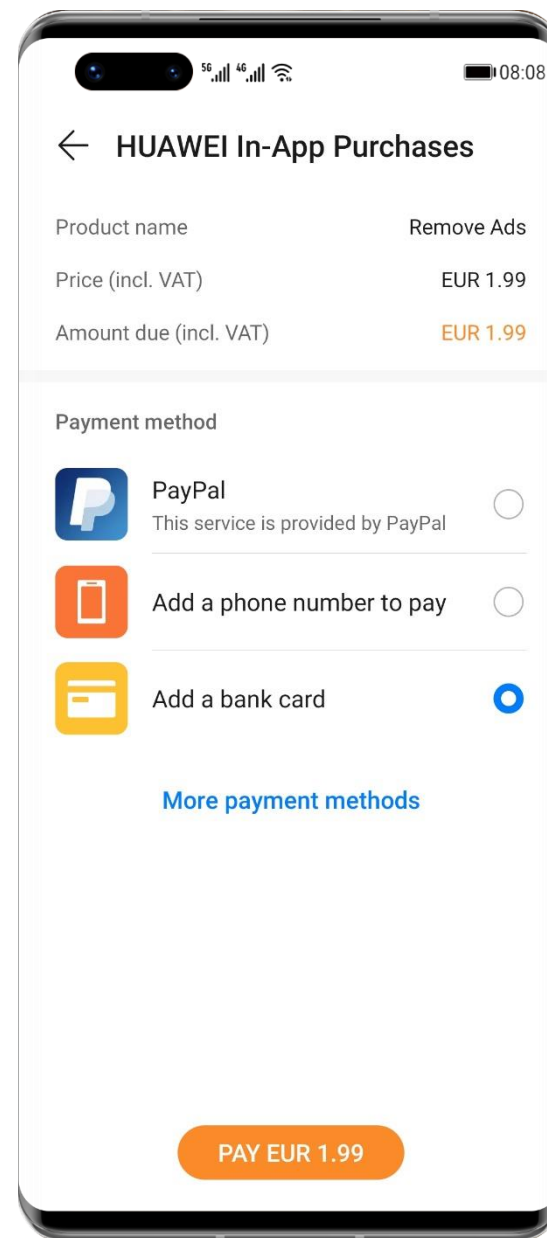 5G 4G 08:08
HUAWEI In-App Purchases
Product name Remove Ads
Price (incl. VAT) EUR 1.99
Amount due (incl. VAT) EUR 1.99
Payment method
PayPal
This service is provided by PayPal
Add a phone number to pay
Add a bank card
More payment methods
PAY EUR 1.99